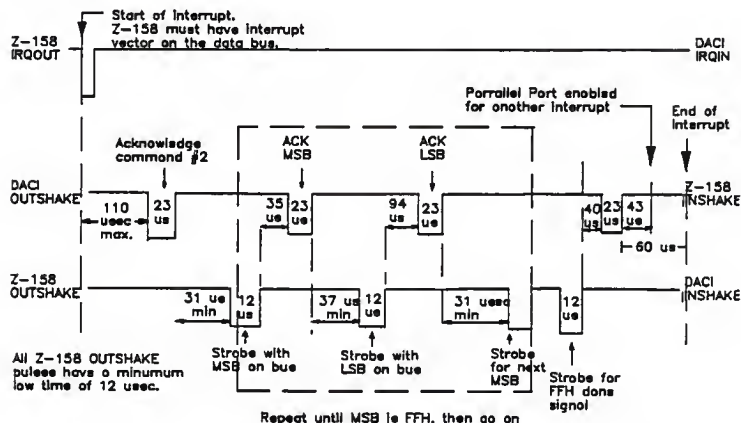 Start of interrupt.
Z-158 must have interrupt
vector on the data bus.
Z-158
IRQOUT
DACI
IRQIN
Porrallel Port enabled
for onother interrupt
End of
Interrupt
Acknowledge
command #2
ACK
MSB
ACK
LSB
DACI
OUTSHAKE
Z-158
INSHAKE
110
usec
max.
23
us
35
us
23
us
94
us
23
us
40
us
23
us
43
us
60 us
Z-158
OUTSHAKE
DACI
INSHAKE
31 us
min
12
us
37 us
min
12
us
31 usec
min
12
us
All Z-158 OUTSHAKE
pulses have a minumum
low time of 12 usec.
Strobe with
MSB on bus
Strobe with
LSB on bus
Strobe
for next
MSB
Strobe for
FFH dons
signol
Repeat until MSB is FFH, then go on